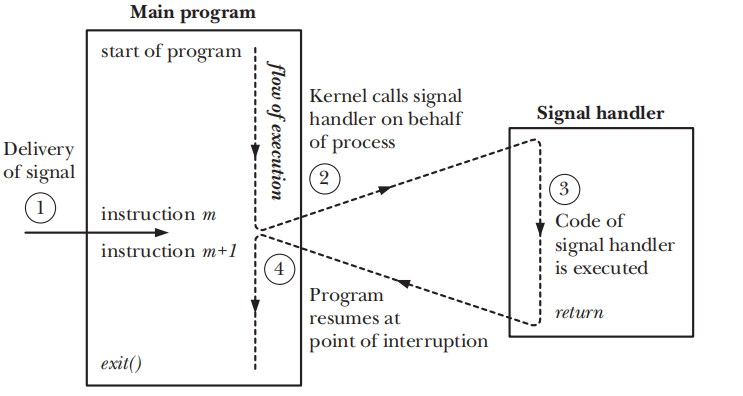 Main program
start of program
flow of execution
Kernel calls signal
handler on behalf
of process
2
Signal handler
Delivery
of signal
1
3
Code of
signal handler
is executed
return
instruction m
instruction m+1
4
Program
resumes at
point of interruption
exit()